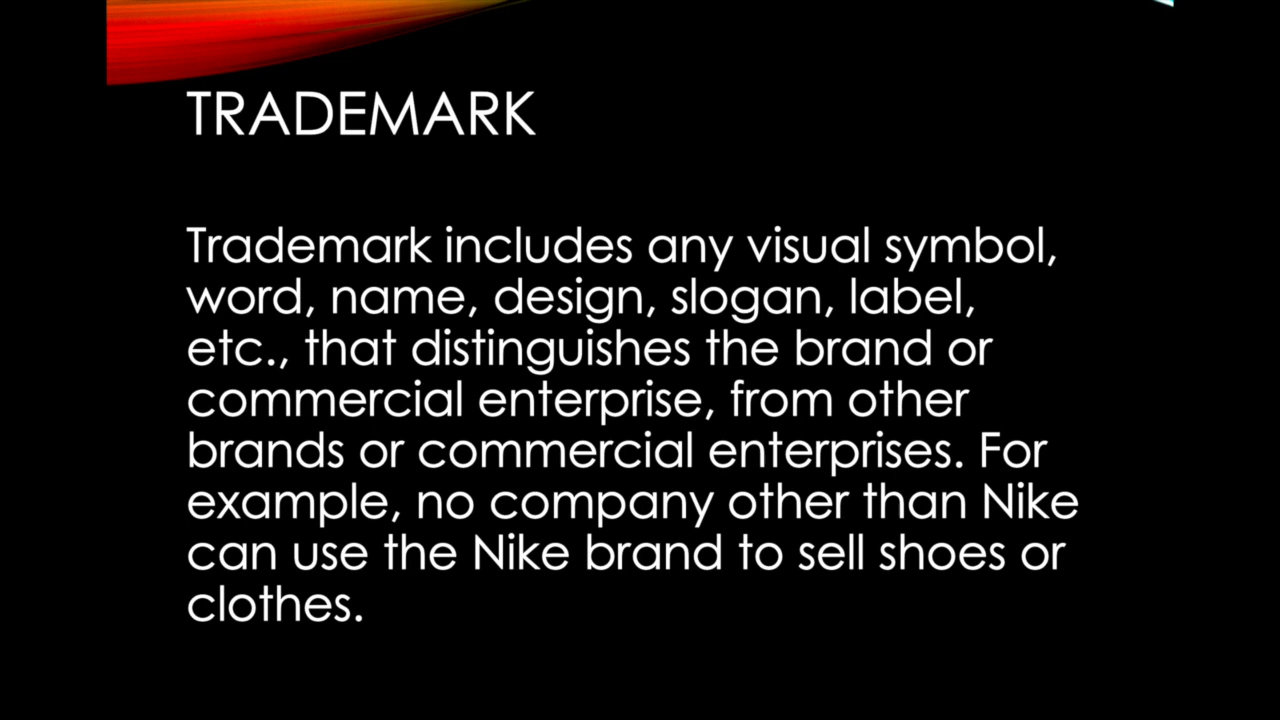 TRADEMARK
Trademark includes any visual symbol,
word, name, design, slogan, label,
etc., that distinguishes the brand or
commercial enterprise, from other
brands or commercial enterprises. For
example, no company other than Nike
can use the Nike brand to sell shoes or
clothes.